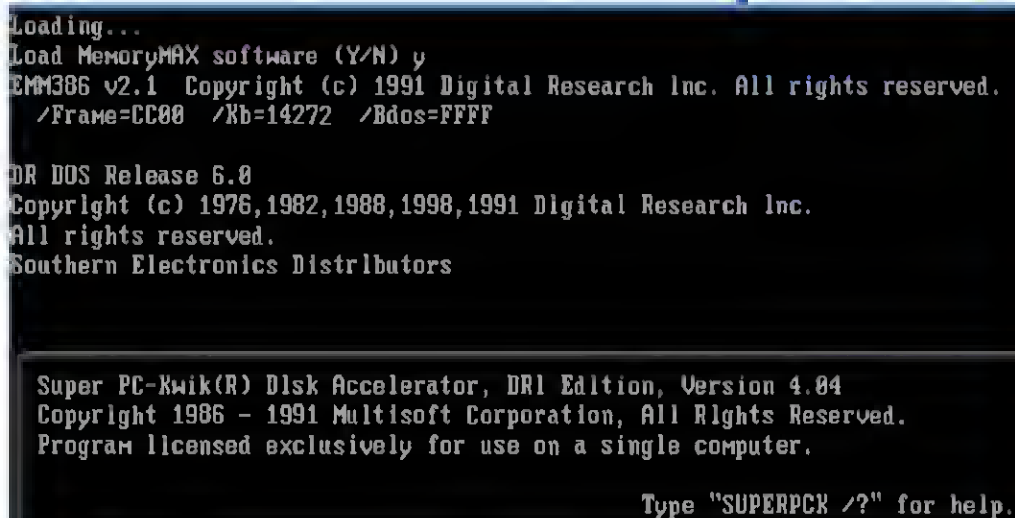 Loading...
Load MemoryMAX software (Y/N) y
EMM386 v2.1 Copyright (c) 1991 Digital Research Inc. All rights reserved.
/Frame=CC00 /Kb=14272 /Bdos=FFFF
DR DOS Release 6.0
Copyright (c) 1976,1982,1988,1990,1991 Digital Research Inc.
All rights reserved.
Southern Electronics Distributors
Super PC-Kwik(R) Disk Accelerator, DRI Edition, Version 4.04
Copyright 1986 - 1991 Multisoft Corporation, All Rights Reserved.
Program licensed exclusively for use on a single computer.
Type "SUPERPCK /?" for help.